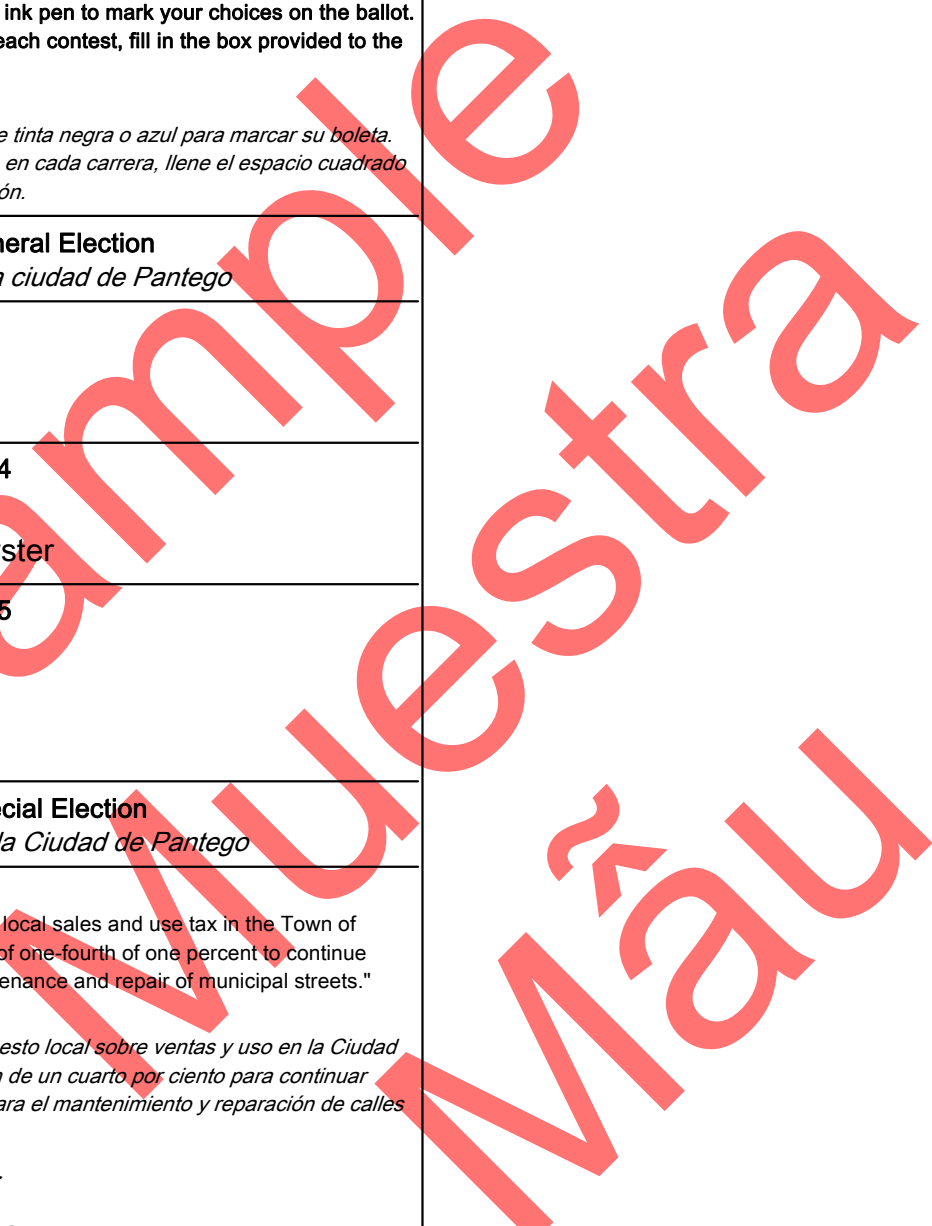 ink pen to mark your choices on the ballot.
each contest, fill in the box provided to the
e tinta negra o azul para marcar su boleta.
en cada carrera, llene el espacio cuadrado
ón.
neral Election
ciudad de Pantego
4
ster
5
ecial Election
la Ciudad de Pantego
local sales and use tax in the Town of
of one-fourth of one percent to continue
enance and repair of municipal streets."
esto local sobre ventas y uso en la Ciudad
n de un cuarto por ciento para continuar
ara el mantenimiento y reparación de calles
ample
Muestra
Mẫu